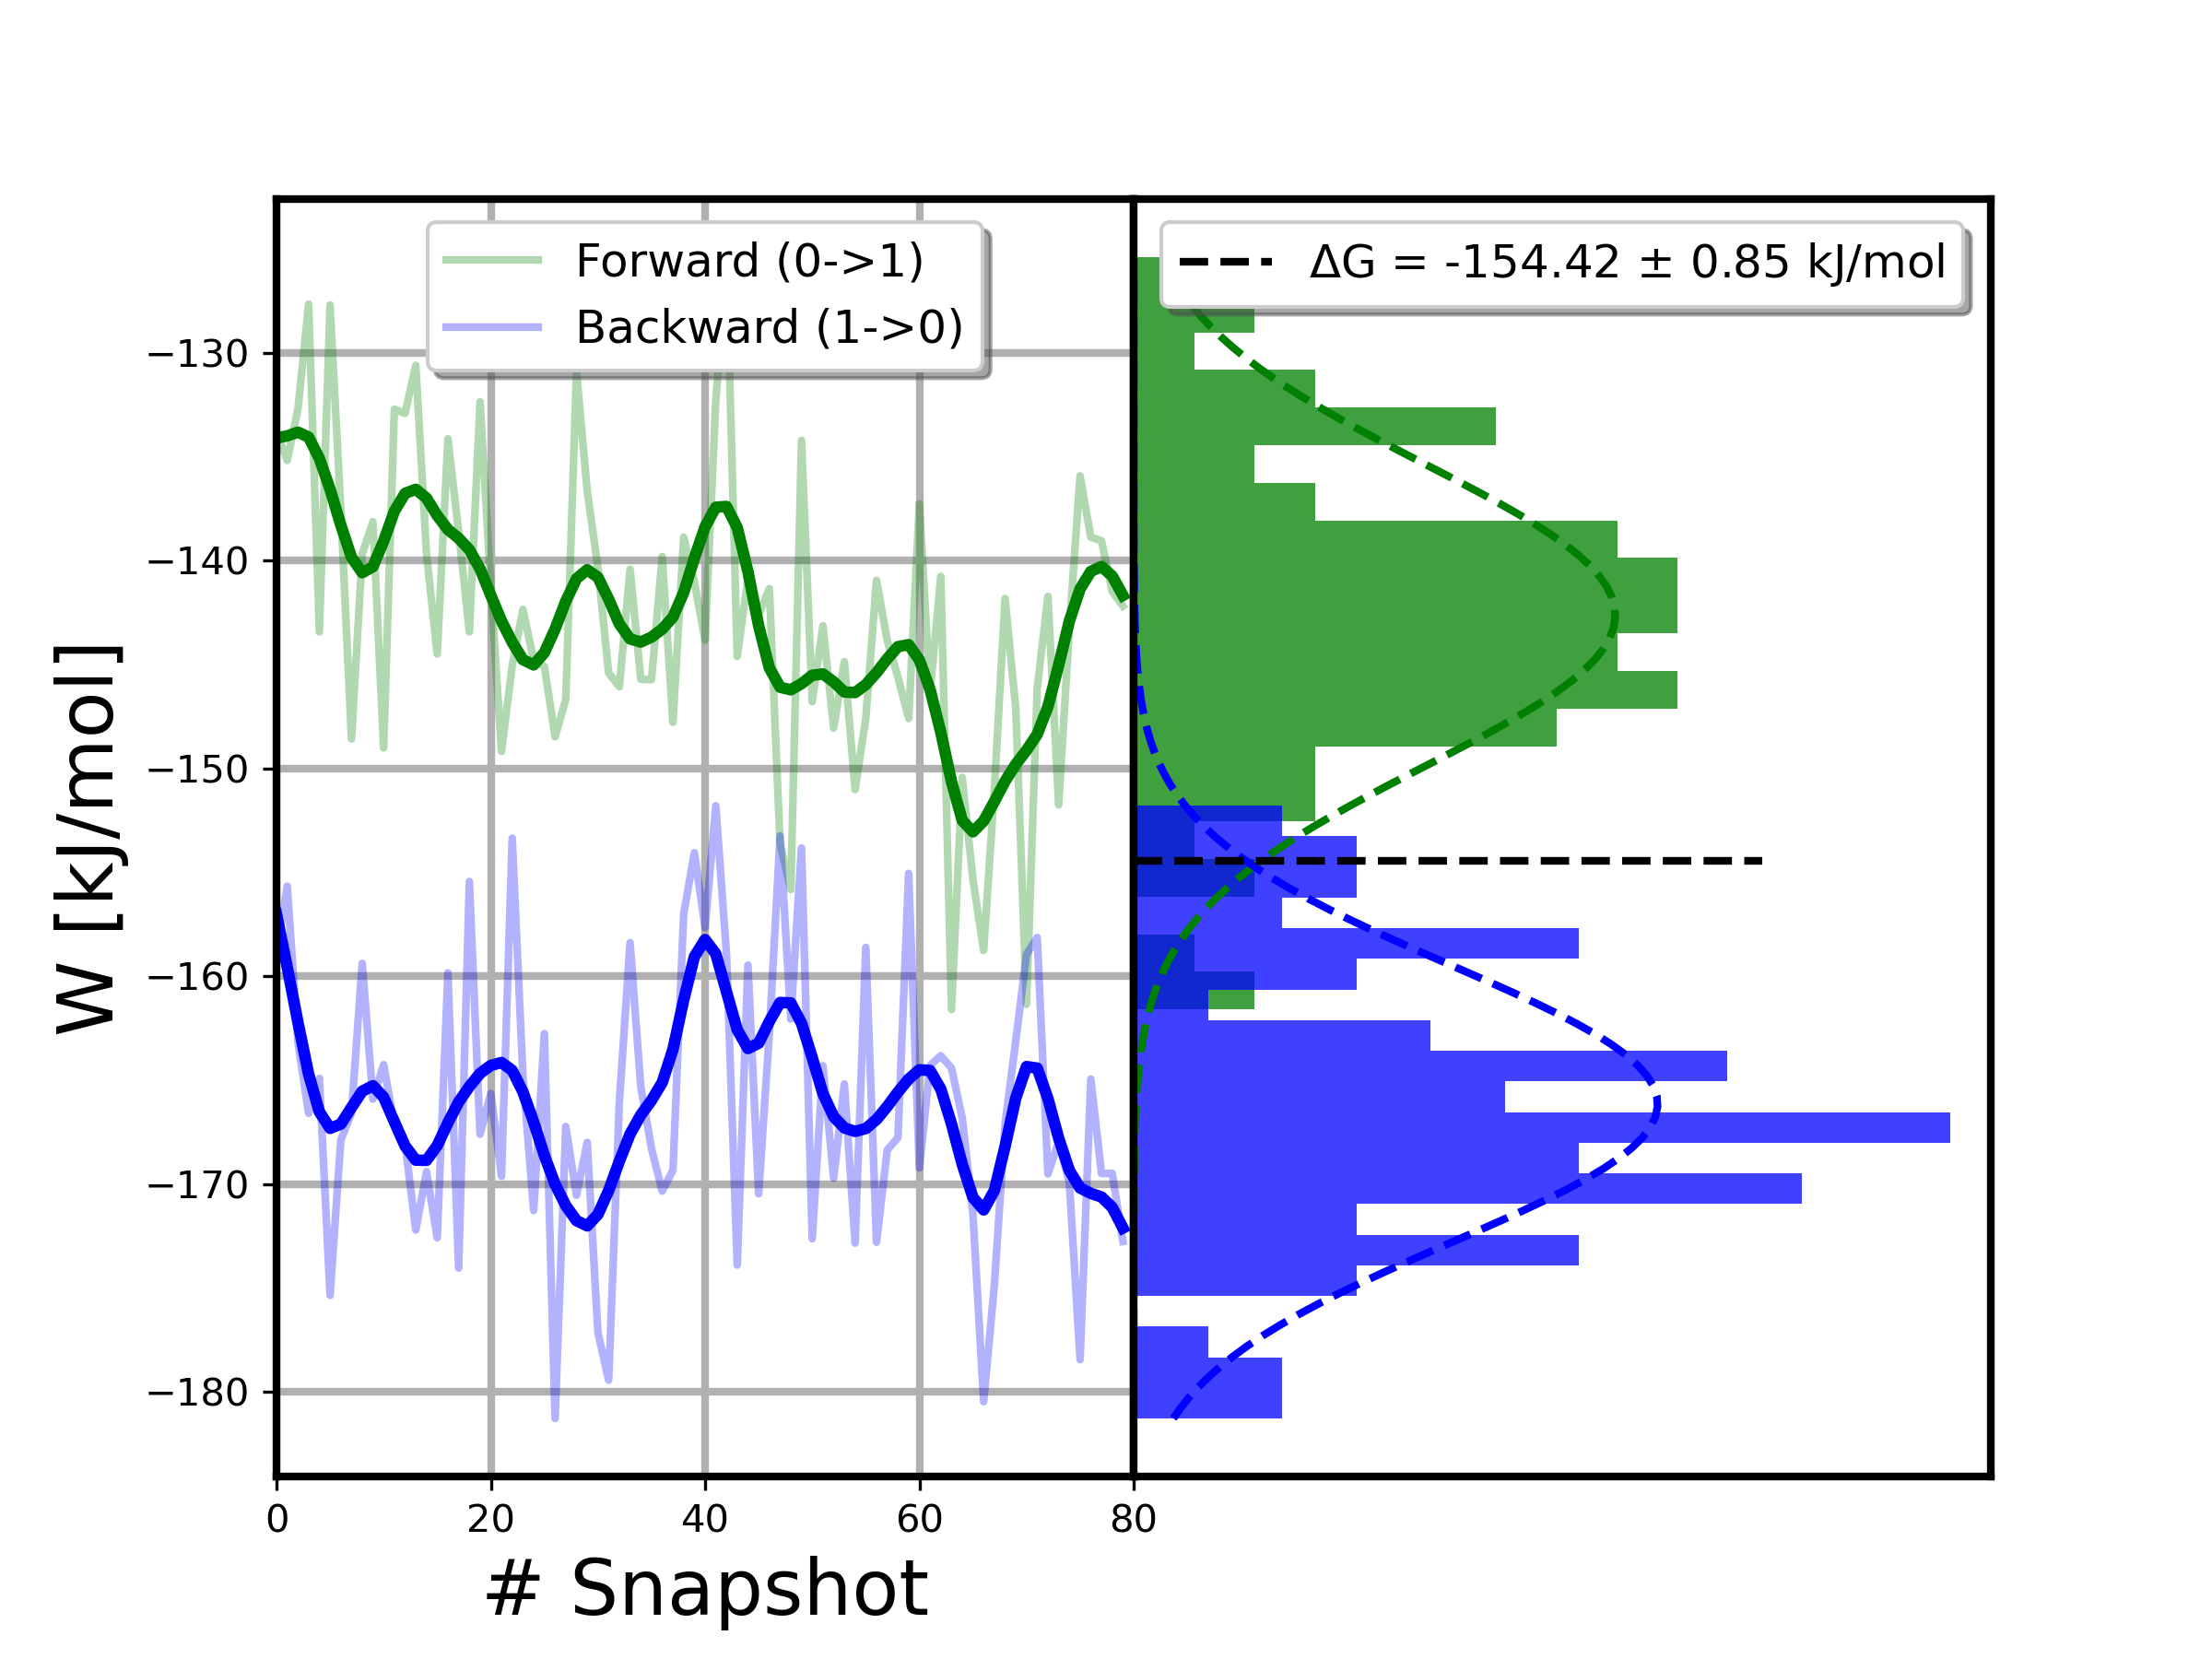 Forward (0->1)
Backward (1->0)
ΔG = -154.42 ± 0.85 kJ/mol
W [kJ/mol]
−130
−140
−150
−160
−170
−180
0 20 40 60 80
# Snapshot